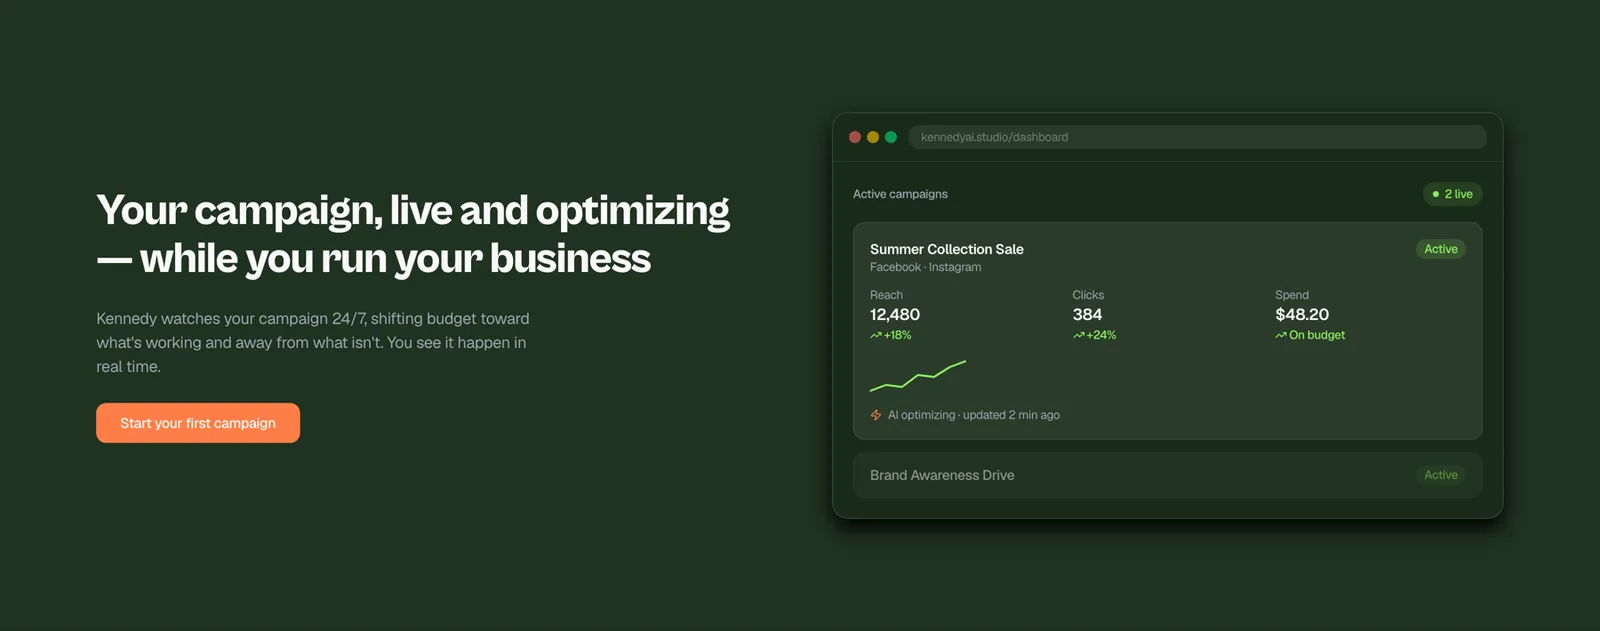 Your campaign, live and optimizing
— while you run your business
Kennedy watches your campaign 24/7, shifting budget toward
what's working and away from what isn't. You see it happen in
real time.
Start your first campaign
kennedyai.studio/dashboard
Active campaigns
2 live
Summer Collection Sale
Active
Facebook · Instagram
Reach
Clicks
Spend
12,480
384
$48.20
+18%
+24%
On budget
AI optimizing · updated 2 min ago
Brand Awareness Drive
Active